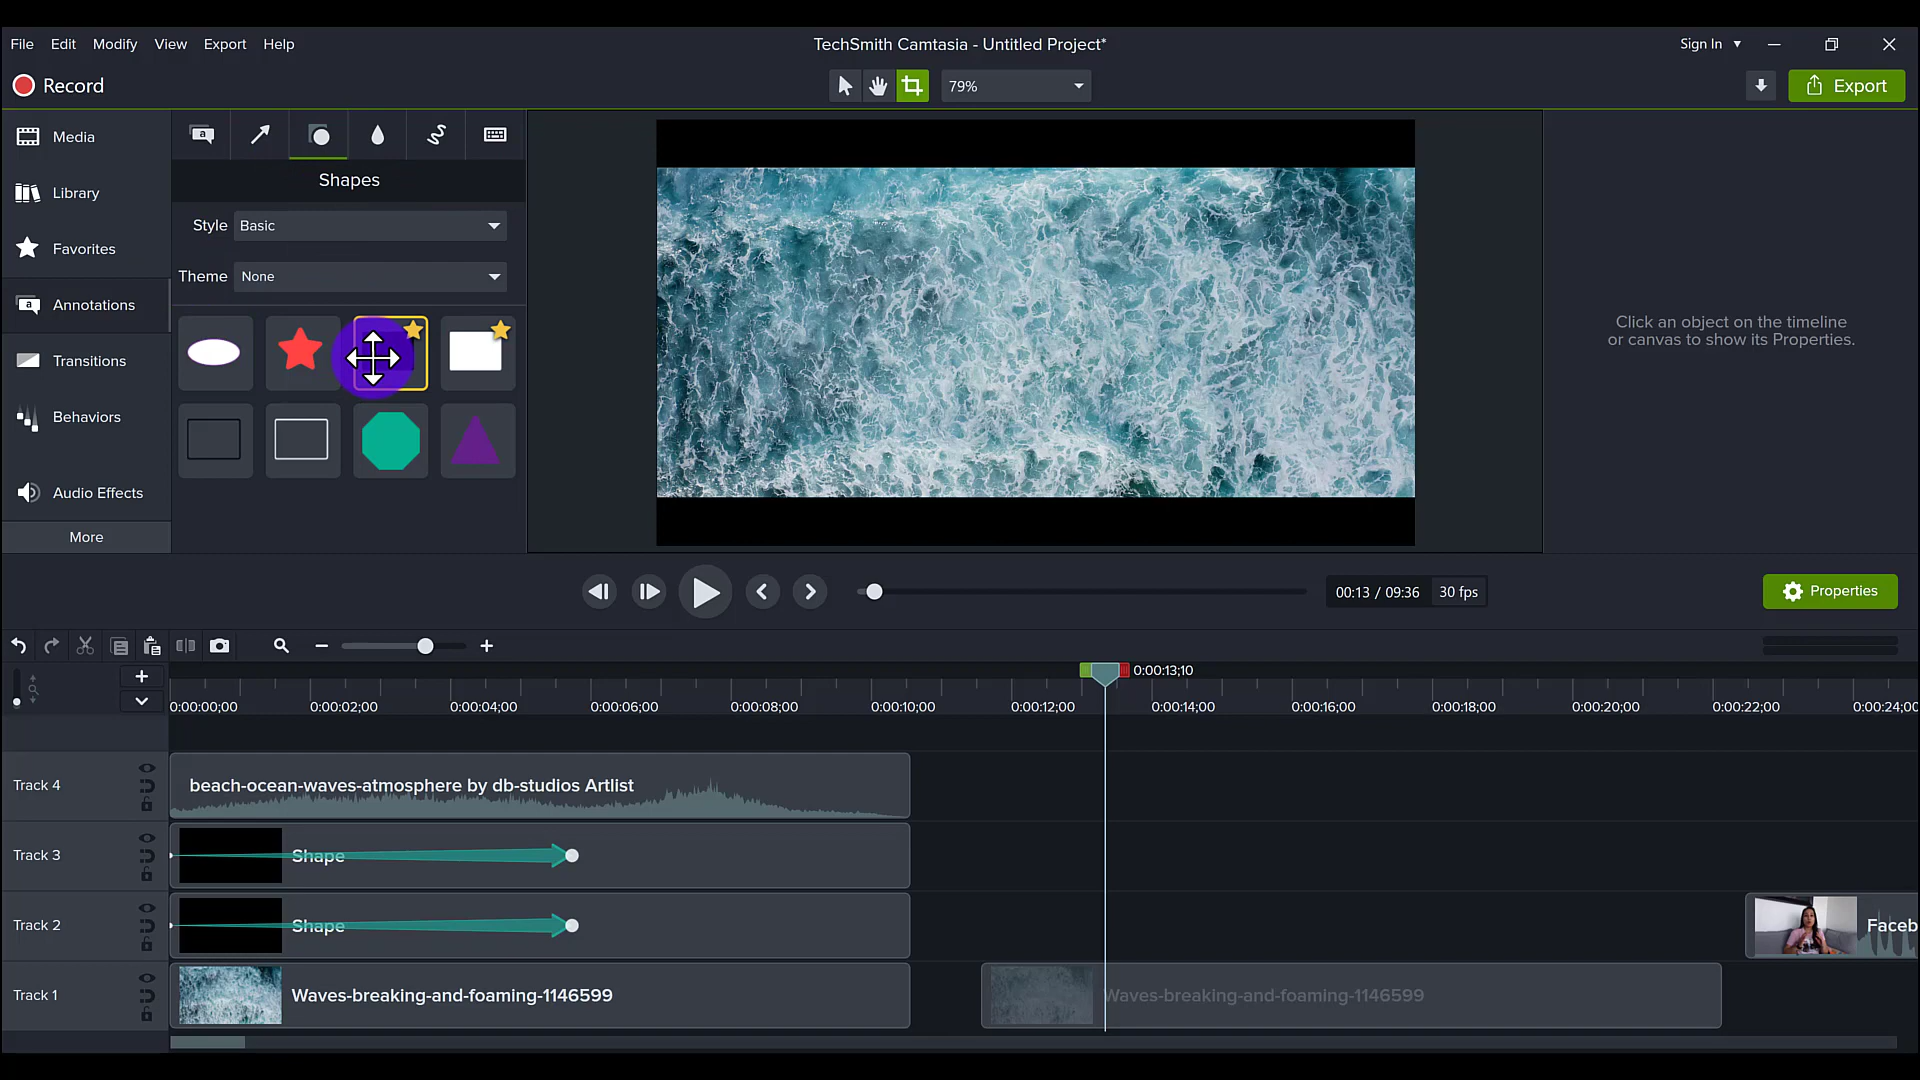 File Edit Modify View Export Help
TechSmith Camtasia - Untitled Project*
Sign In
Record
79%
Export
Media
Library
Favorites
Annotations
Transitions
Behaviors
Audio Effects
More
a
a
Shapes
Style Basic
Theme None
Click an object on the timeline
or canvas to show its Properties.
00:13 / 09:36 30 fps
Properties
0:00:13;10
0:00:00;00 0:00:02;00 0:00:04;00 0:00:06;00 0:00:08;00 0:00:10;00 0:00:12;00 0:00:14;00 0:00:16;00 0:00:18;00 0:00:20;00 0:00:22;00 0:00:24;00
Track 4
beach-ocean-waves-atmosphere by db-studios Artlist
Track 3
Shape
Track 2
Shape
Faceb
Track 1
Waves-breaking-and-foaming-1146599
Waves-breaking-and-foaming-1146599